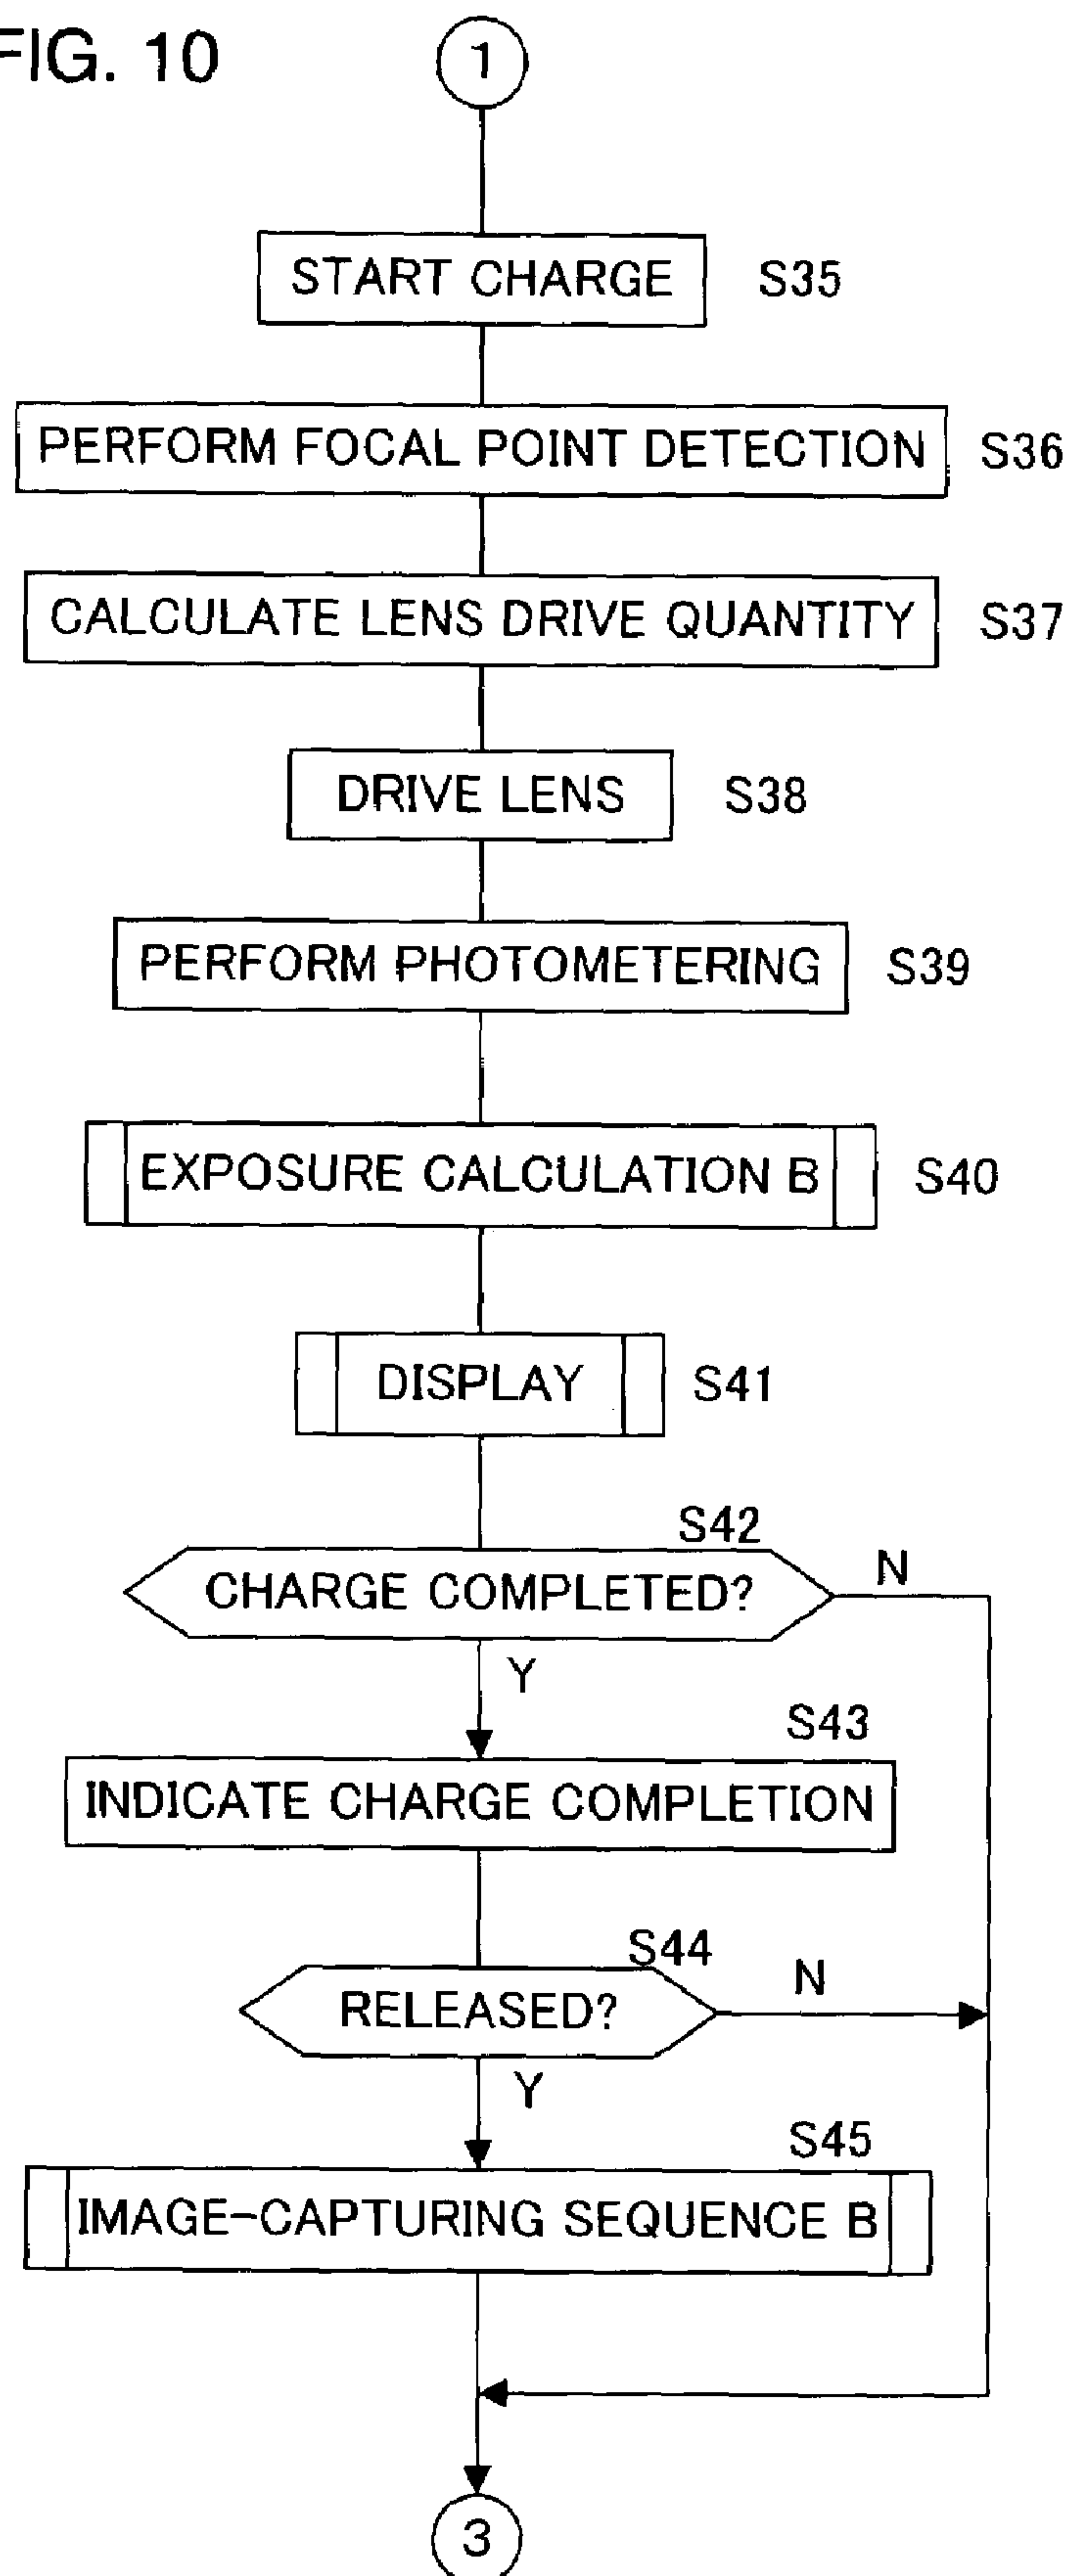 FIG. 10
1
START CHARGE S35
PERFORM FOCAL POINT DETECTION S36
CALCULATE LENS DRIVE QUANTITY S37
DRIVE LENS S38
PERFORM PHOTOMETERING S39
EXPOSURE CALCULATION B S40
DISPLAY S41
S42
CHARGE COMPLETED? N
Y
S43
INDICATE CHARGE COMPLETION
S44
RELEASED? N
Y
S45
IMAGE-CAPTURING SEQUENCE B
3